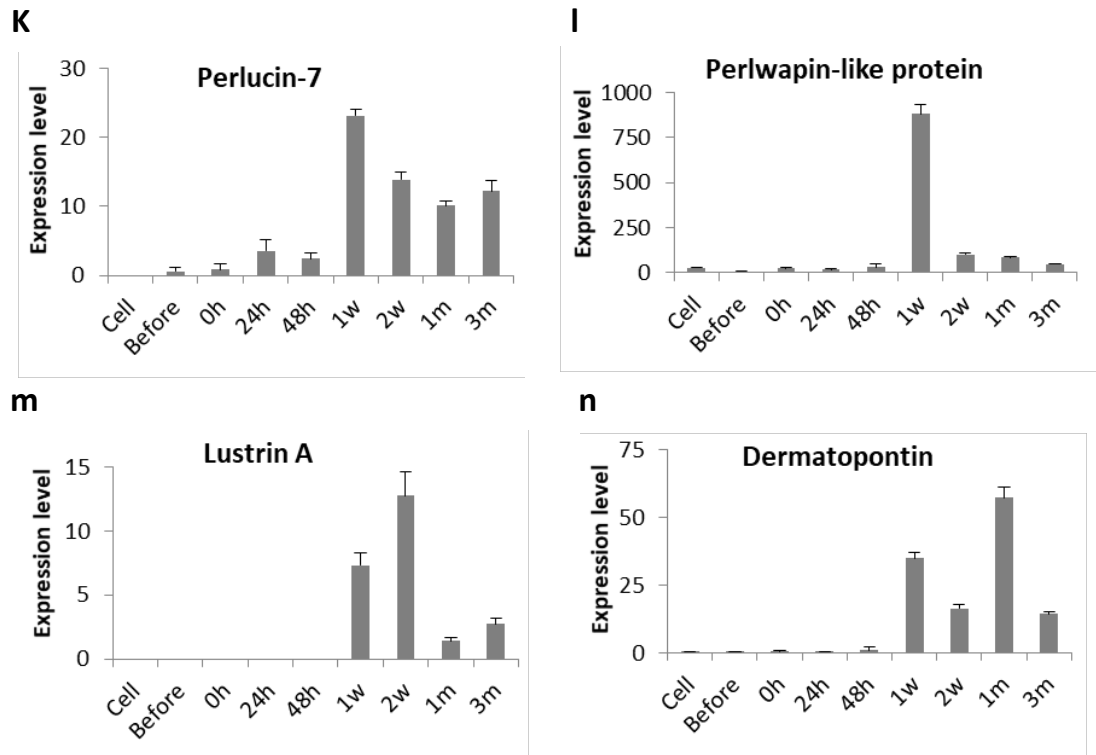 K
Perlucin-7
Expression level
30
20
10
0
Cell Before 0h 24h 48h 1w 2w 1m 3m
l
Perlwapin-like protein
Expression level
1000
750
500
250
0
Cell Before 0h 24h 48h 1w 2w 1m 3m
m
Lustrin A
Expression level
15
10
5
0
Cell Before 0h 24h 48h 1w 2w 1m 3m
n
Dermatopontin
Expression level
75
50
25
0
Cell Before 0h 24h 48h 1w 2w 1m 3m